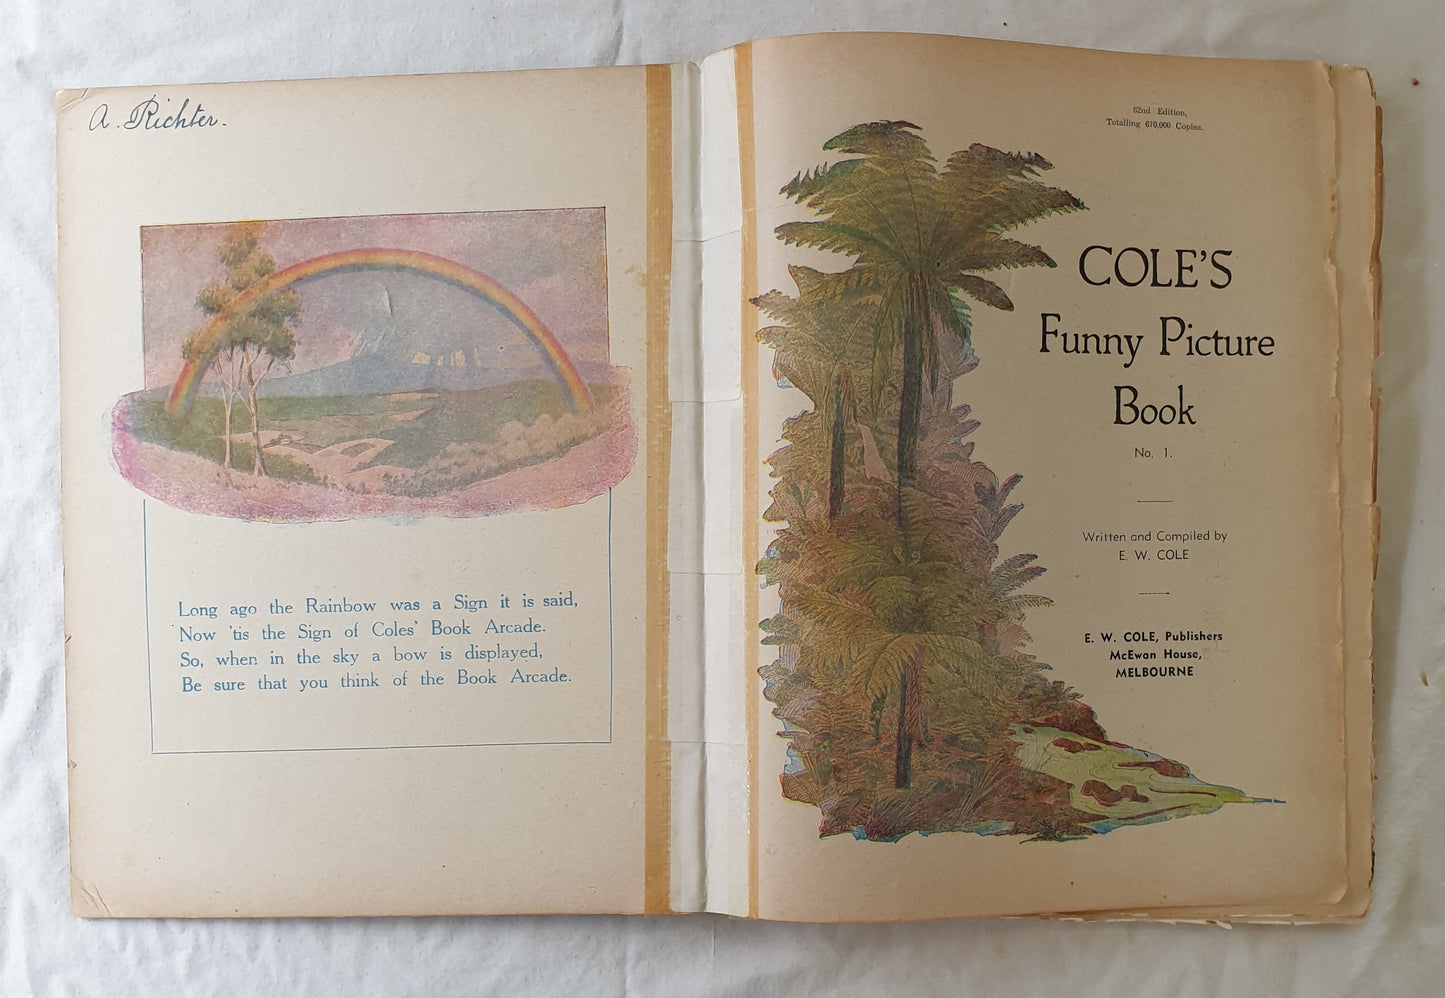 A. Richter.
Long ago the Rainbow was a Sign it is said,
Now 'tis the Sign of Coles' Book Arcade.
So, when in the sky a bow is displayed,
Be sure that you think of the Book Arcade.
62nd Edition,
Totalling 670,000 Copies.
COLE'S
Funny Picture
Book
No. 1.
Written and Compiled by
E. W. COLE
E. W. COLE, Publishers
McEwan House,
MELBOURNE